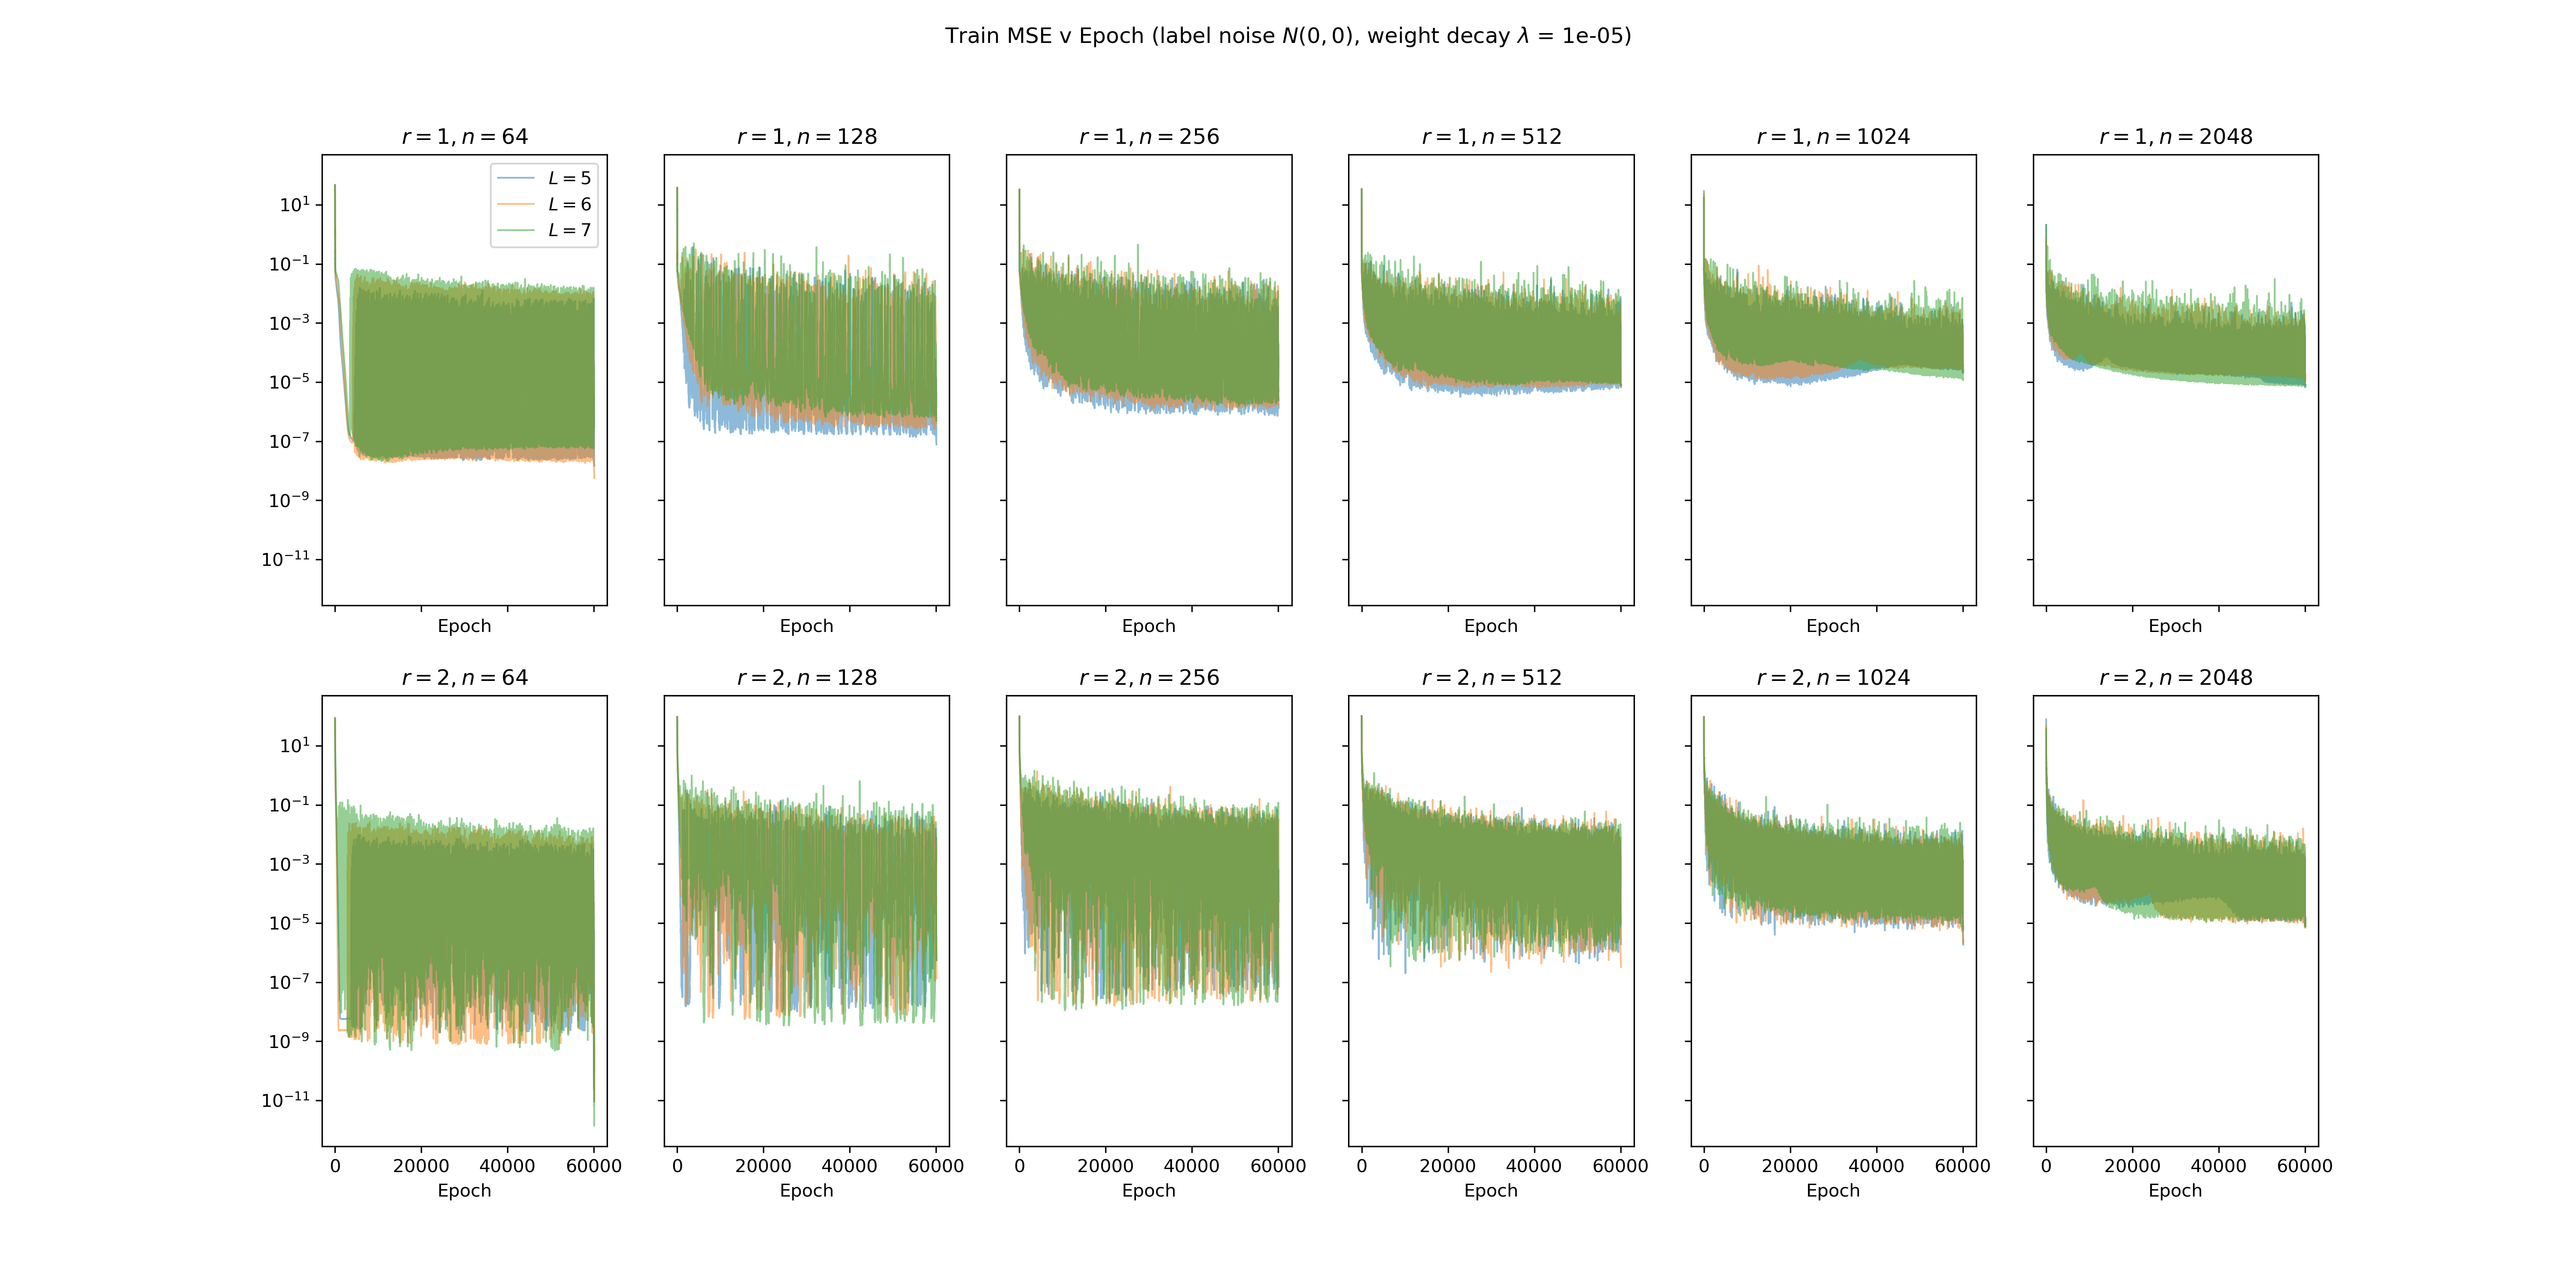 Train MSE v Epoch (label noise N(0, 0), weight decay λ = 1e-05)
r = 1, n = 64
r = 1, n = 128
r = 1, n = 256
r = 1, n = 512
r = 1, n = 1024
r = 1, n = 2048
L = 5
L = 6
L = 7
10^1
10^-1
10^-3
10^-5
10^-7
10^-9
10^-11
Epoch
Epoch
Epoch
Epoch
Epoch
Epoch
r = 2, n = 64
r = 2, n = 128
r = 2, n = 256
r = 2, n = 512
r = 2, n = 1024
r = 2, n = 2048
10^1
10^-1
10^-3
10^-5
10^-7
10^-9
10^-11
0 20000 40000 60000
0 20000 40000 60000
0 20000 40000 60000
0 20000 40000 60000
0 20000 40000 60000
0 20000 40000 60000
Epoch
Epoch
Epoch
Epoch
Epoch
Epoch